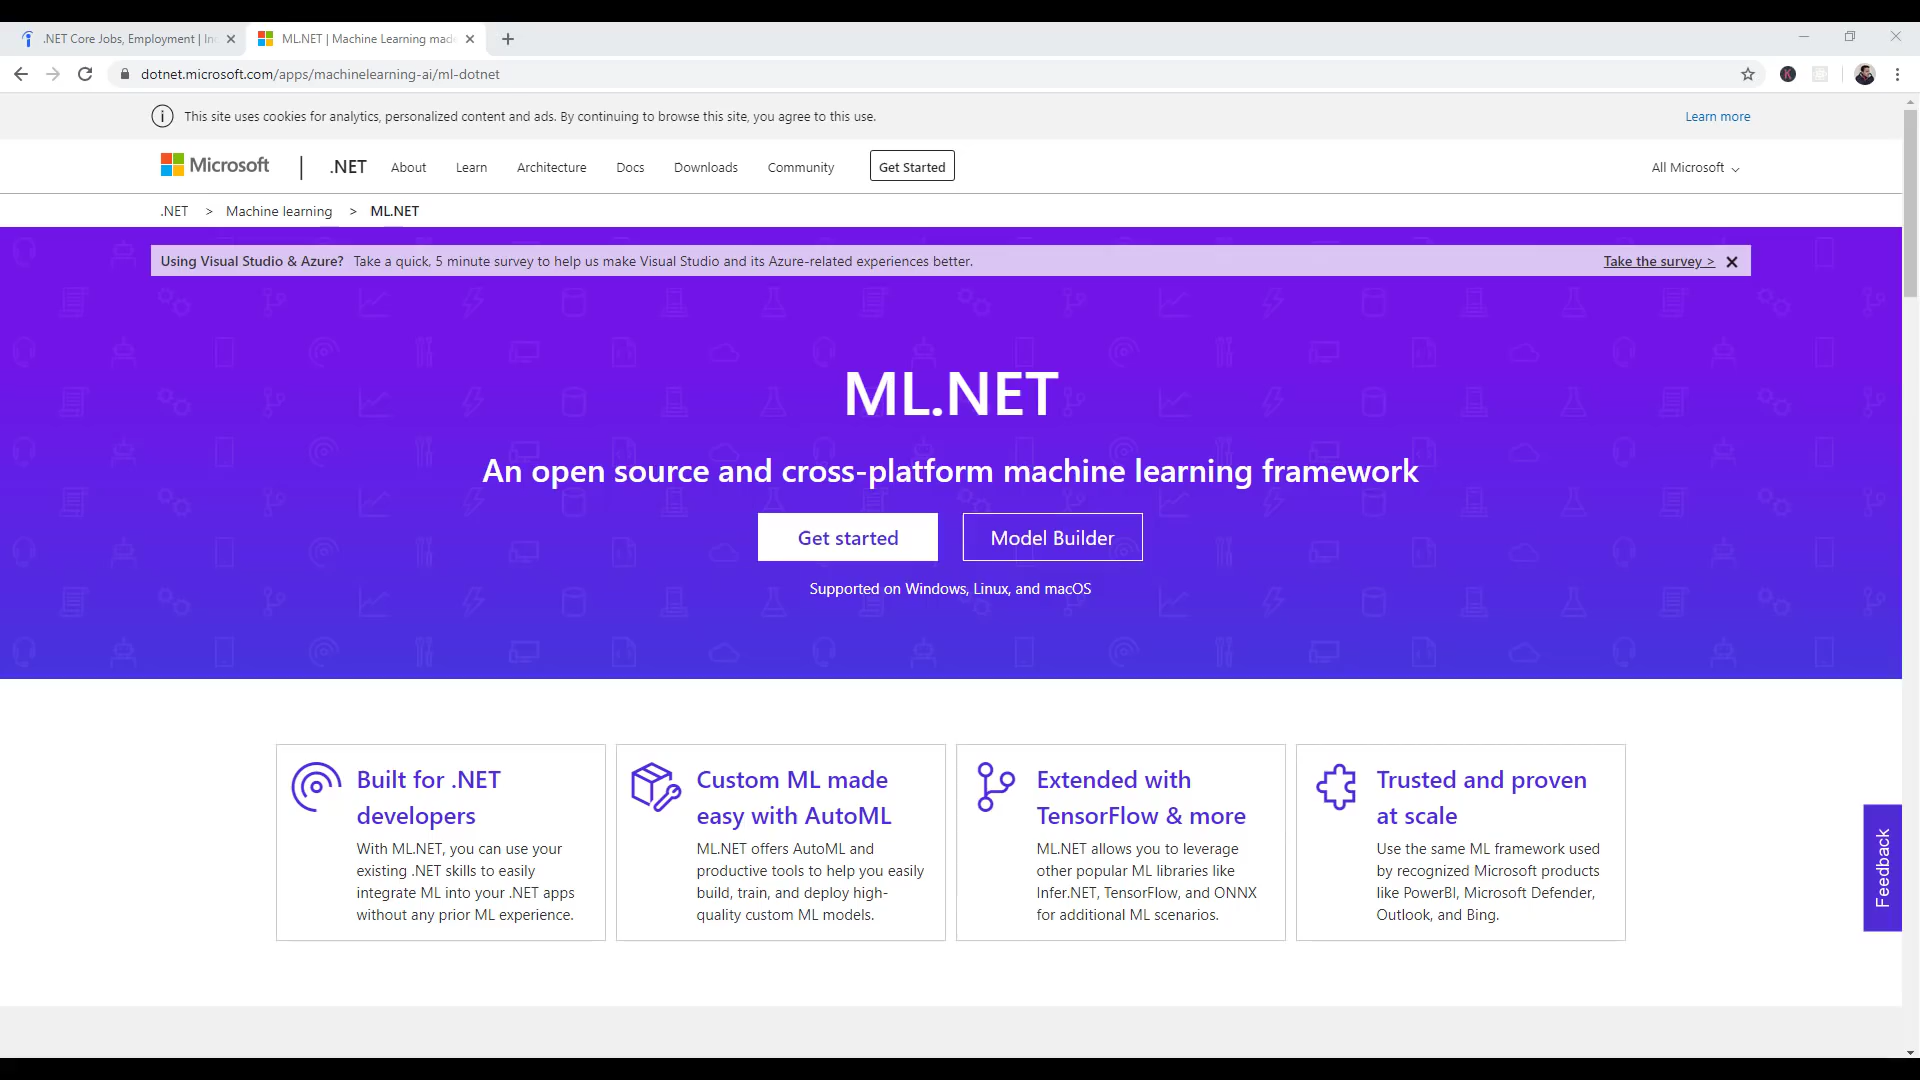 .NET Core Jobs, Employment | In
ML.NET | Machine Learning made
dotnet.microsoft.com/apps/machinelearning-ai/ml-dotnet
K
This site uses cookies for analytics, personalized content and ads. By continuing to browse this site, you agree to this use.
Learn more
Microsoft
.NET
About
Learn
Architecture
Docs
Downloads
Community
Get Started
All Microsoft
.NET > Machine learning > ML.NET
Using Visual Studio & Azure? Take a quick, 5 minute survey to help us make Visual Studio and its Azure-related experiences better.
Take the survey >
ML.NET
An open source and cross-platform machine learning framework
Get started
Model Builder
Supported on Windows, Linux, and macOS
Built for .NET
developers
With ML.NET, you can use your
existing .NET skills to easily
integrate ML into your .NET apps
without any prior ML experience.
Custom ML made
easy with AutoML
ML.NET offers AutoML and
productive tools to help you easily
build, train, and deploy high-
quality custom ML models.
Extended with
TensorFlow & more
ML.NET allows you to leverage
other popular ML libraries like
Infer.NET, TensorFlow, and ONNX
for additional ML scenarios.
Trusted and proven
at scale
Use the same ML framework used
by recognized Microsoft products
like PowerBI, Microsoft Defender,
Outlook, and Bing.
Feedback